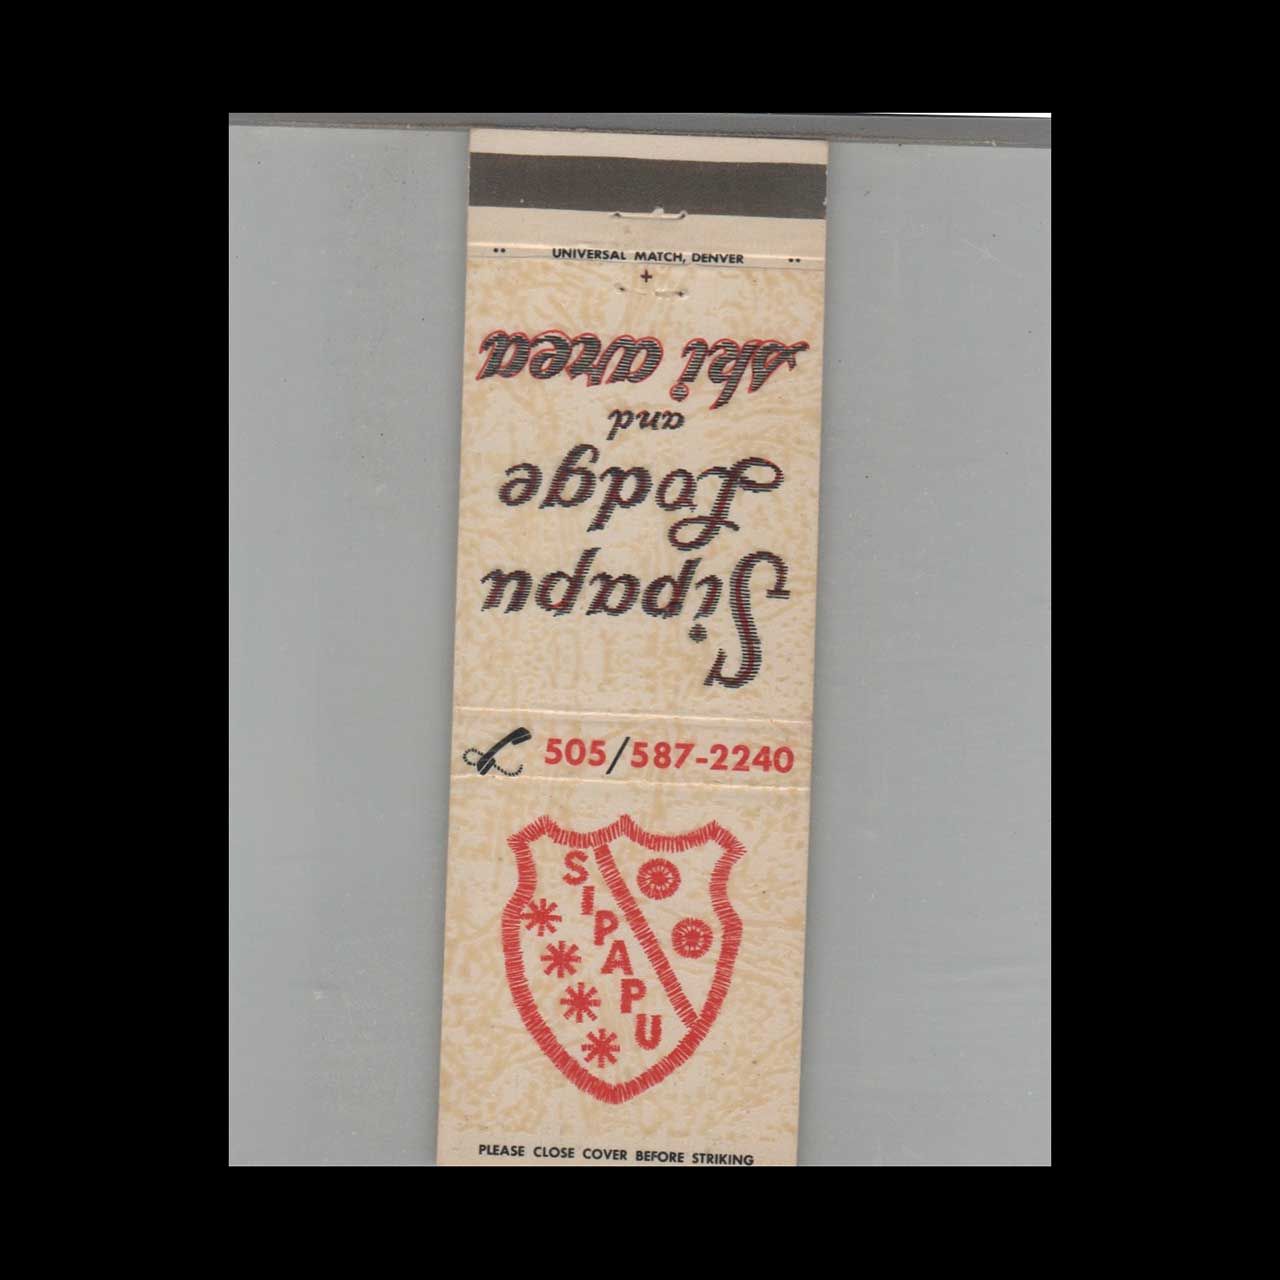 UNIVERSAL MATCH, DENVER
Sipapu
Lodge
and
ski area
505/587-2240
SIPAPU
PLEASE CLOSE COVER BEFORE STRIKING